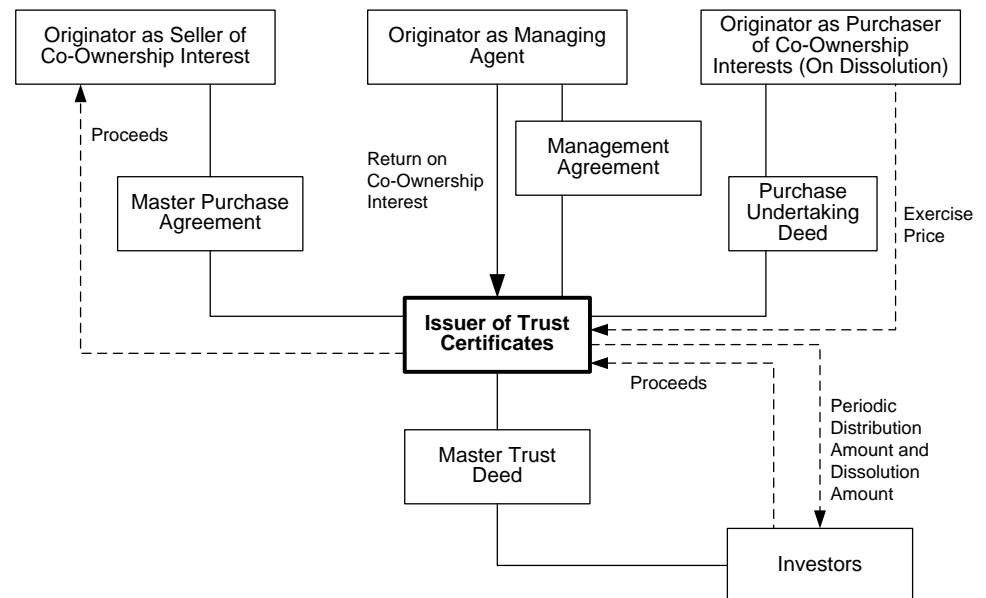 Originator as Seller of
Co-Ownership Interest
Originator as Managing
Agent
Originator as Purchaser
of Co-Ownership
Interests (On Dissolution)
Proceeds
Return on
Co-Ownership
Interest
Management
Agreement
Master Purchase
Agreement
Purchase
Undertaking
Deed
Exercise
Price
Issuer of Trust
Certificates
Proceeds
Periodic
Distribution
Amount and
Dissolution
Amount
Master Trust
Deed
Investors